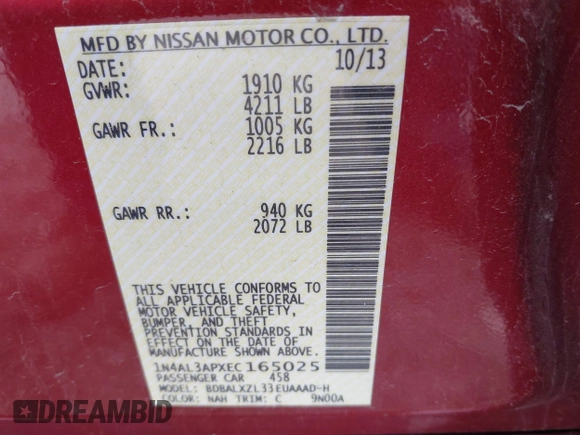 MFD BY NISSAN MOTOR CO., LTD.
DATE: 10/13
GVWR: 1910 KG
4211 LB
GAWR FR.: 1005 KG
2216 LB
GAWR RR.: 940 KG
2072 LB
THIS VEHICLE CONFORMS TO
ALL APPLICABLE FEDERAL
MOTOR VEHICLE SAFETY,
BUMPER, AND THEFT
PREVENTION STANDARDS IN
EFFECT ON THE DATE OF
MANUFACTURE SHOWN ABOVE.
1N4AL3APXEC165025
PASSENGER CAR 458
MODEL: BDBALXZL33EUAAAD-H
COLOR: NAH TRIM: C 9N00A
© RAWBIDDER.COM